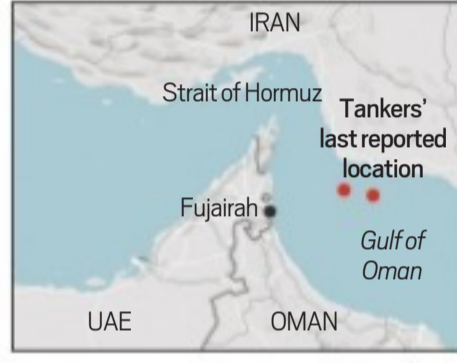 IRAN
Strait of Hormuz
Tankers'
last reported
location
Fujairah
Gulf of
Oman
UAE
OMAN